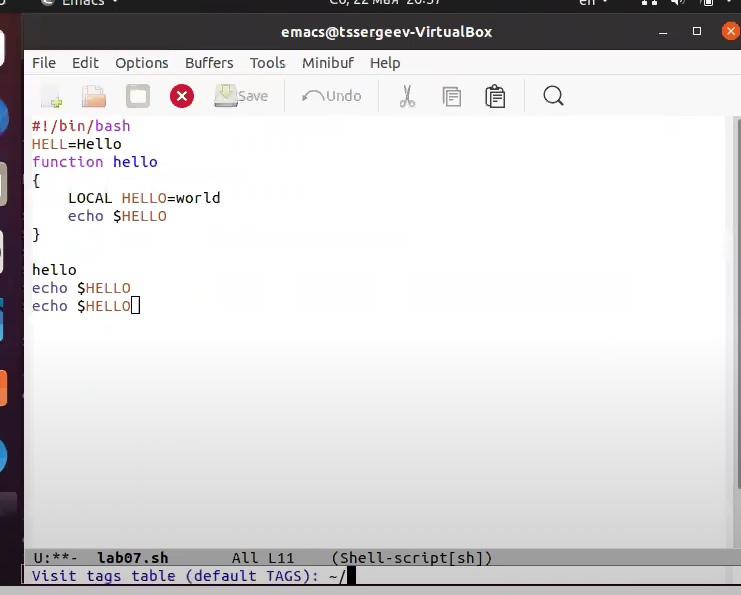 Emacs
Сб, 22 мая 20:37
en
emacs@tssergeev-VirtualBox
File Edit Options Buffers Tools Minibuf Help
Save Undo
#!/bin/bash
HELL=Hello
function hello
{
    LOCAL HELLO=world
    echo $HELLO
}
hello
echo $HELLO
echo $HELLO
U:**-  lab07.sh       All L11    (Shell-script[sh])
Visit tags table (default TAGS): ~/